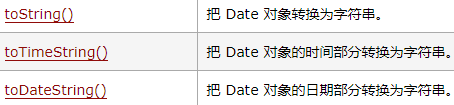 toString() 把 Date 对象转换为字符串。
toTimeString() 把 Date 对象的时间部分转换为字符串。
toDateString() 把 Date 对象的日期部分转换为字符串。